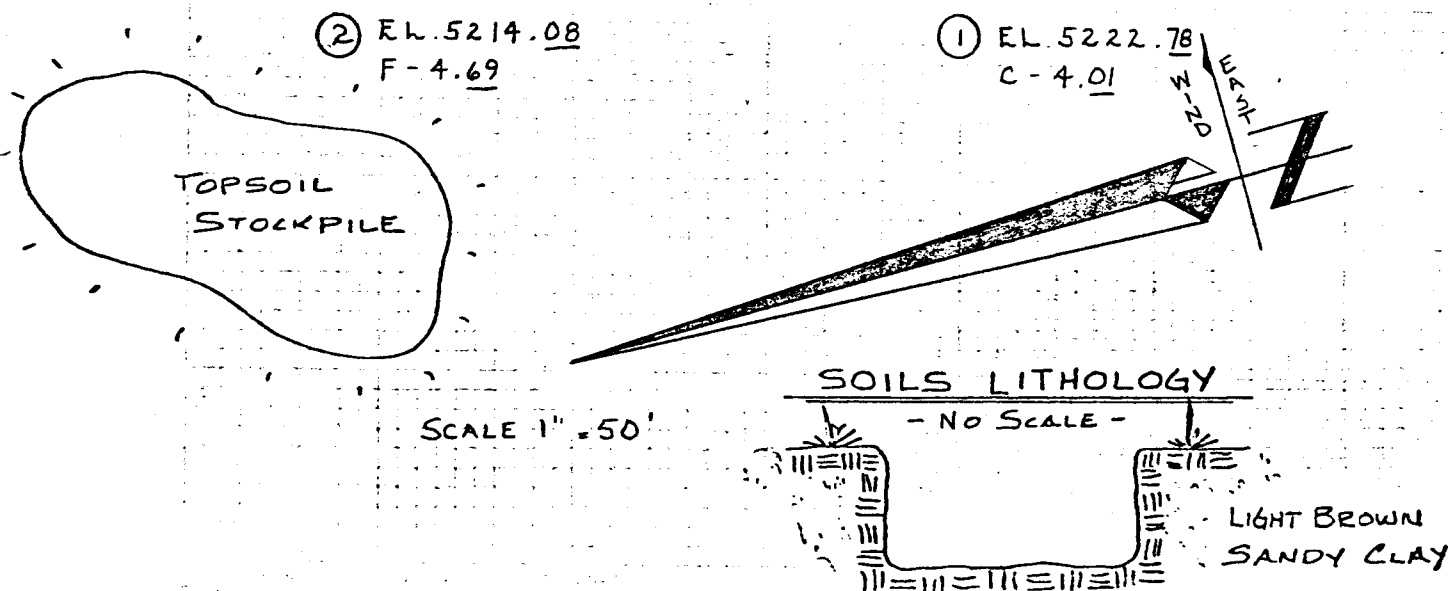 ② EL. 5214.08
F - 4.69
① EL. 5222.78
C - 4.01
WIND
EAST
N
TOPSOIL
STOCKPILE
SCALE 1" = 50'
SOILS LITHOLOGY
- NO SCALE -
LIGHT BROWN
SANDY CLAY